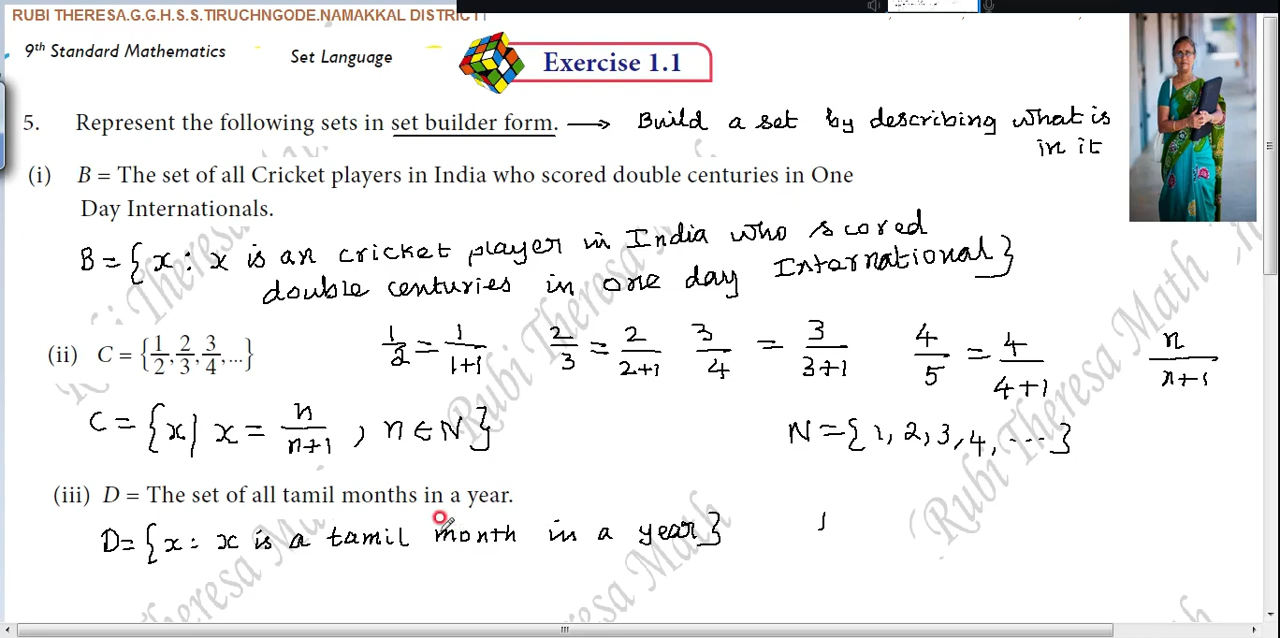 RUBI THERESA.G.G.H.S.S.TIRUCHNGODE.NAMAKKAL DISTRICT
9th Standard Mathematics
Set Language
Exercise 1.1
5. Represent the following sets in set builder form. → Build a set by describing what is
in it
(i) B = The set of all Cricket players in India who scored double centuries in One
Day Internationals.
B = {x : x is an cricket player in India who scored
double centuries in one day International}
(ii) C = {1/2, 2/3, 3/4, ...} 1/2 = 1/1+1 2/3 = 2/2+1 3/4 = 3/3+1 4/5 = 4/4+1 n/n+1
C = {x| x = n/n+1, n ∈ N} N = {1, 2, 3, 4, ...}
(iii) D = The set of all tamil months in a year.
D = {x : x is a tamil month in a year}
Rubi Theresa Math